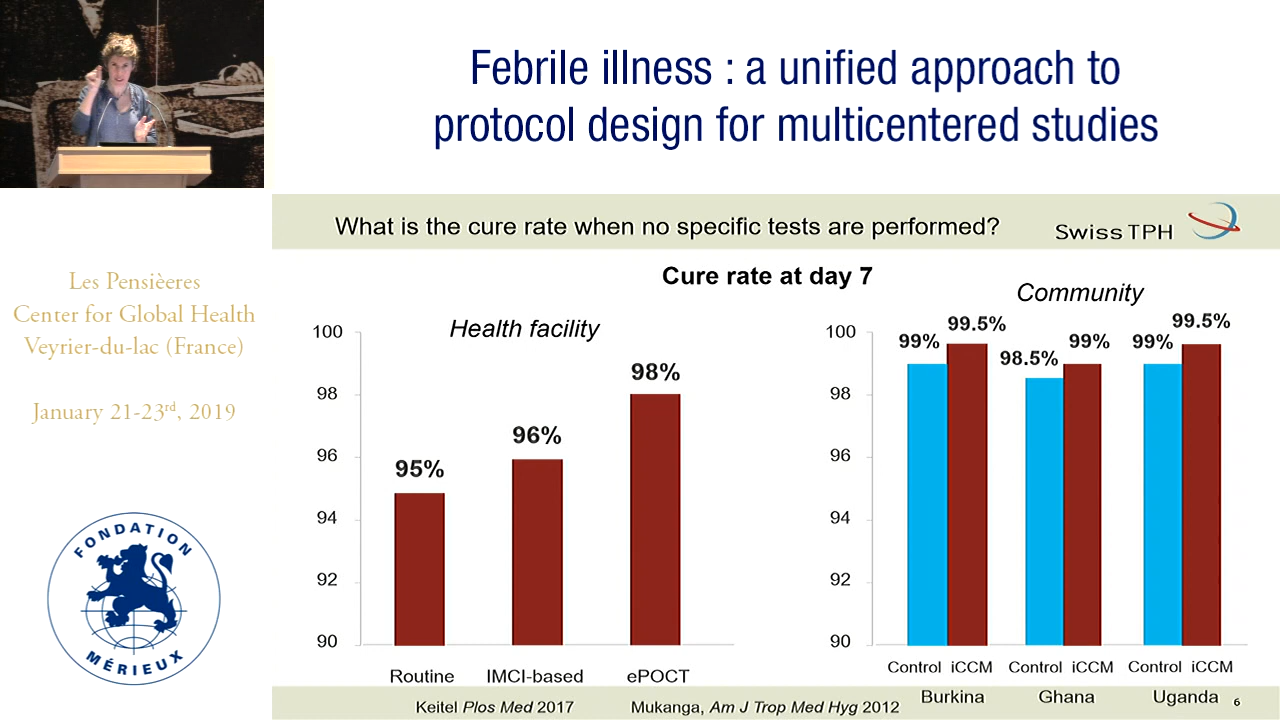 Febrile illness : a unified approach to
protocol design for multicentered studies
Les Pensièeres
Center for Global Health
Veyrier-du-lac (France)
January 21-23rd, 2019
FONDATION
MÉRIEUX
What is the cure rate when no specific tests are performed?
Swiss TPH
Cure rate at day 7
Health facility
100
98
96
94
92
90
95%
96%
98%
Routine IMCI-based ePOCT
Community
100
98
96
94
92
90
99% 99.5%
98.5% 99%
99% 99.5%
Control iCCM Control iCCM Control iCCM
Burkina Ghana Uganda
Keitel Plos Med 2017 Mukanga, Am J Trop Med Hyg 2012
6